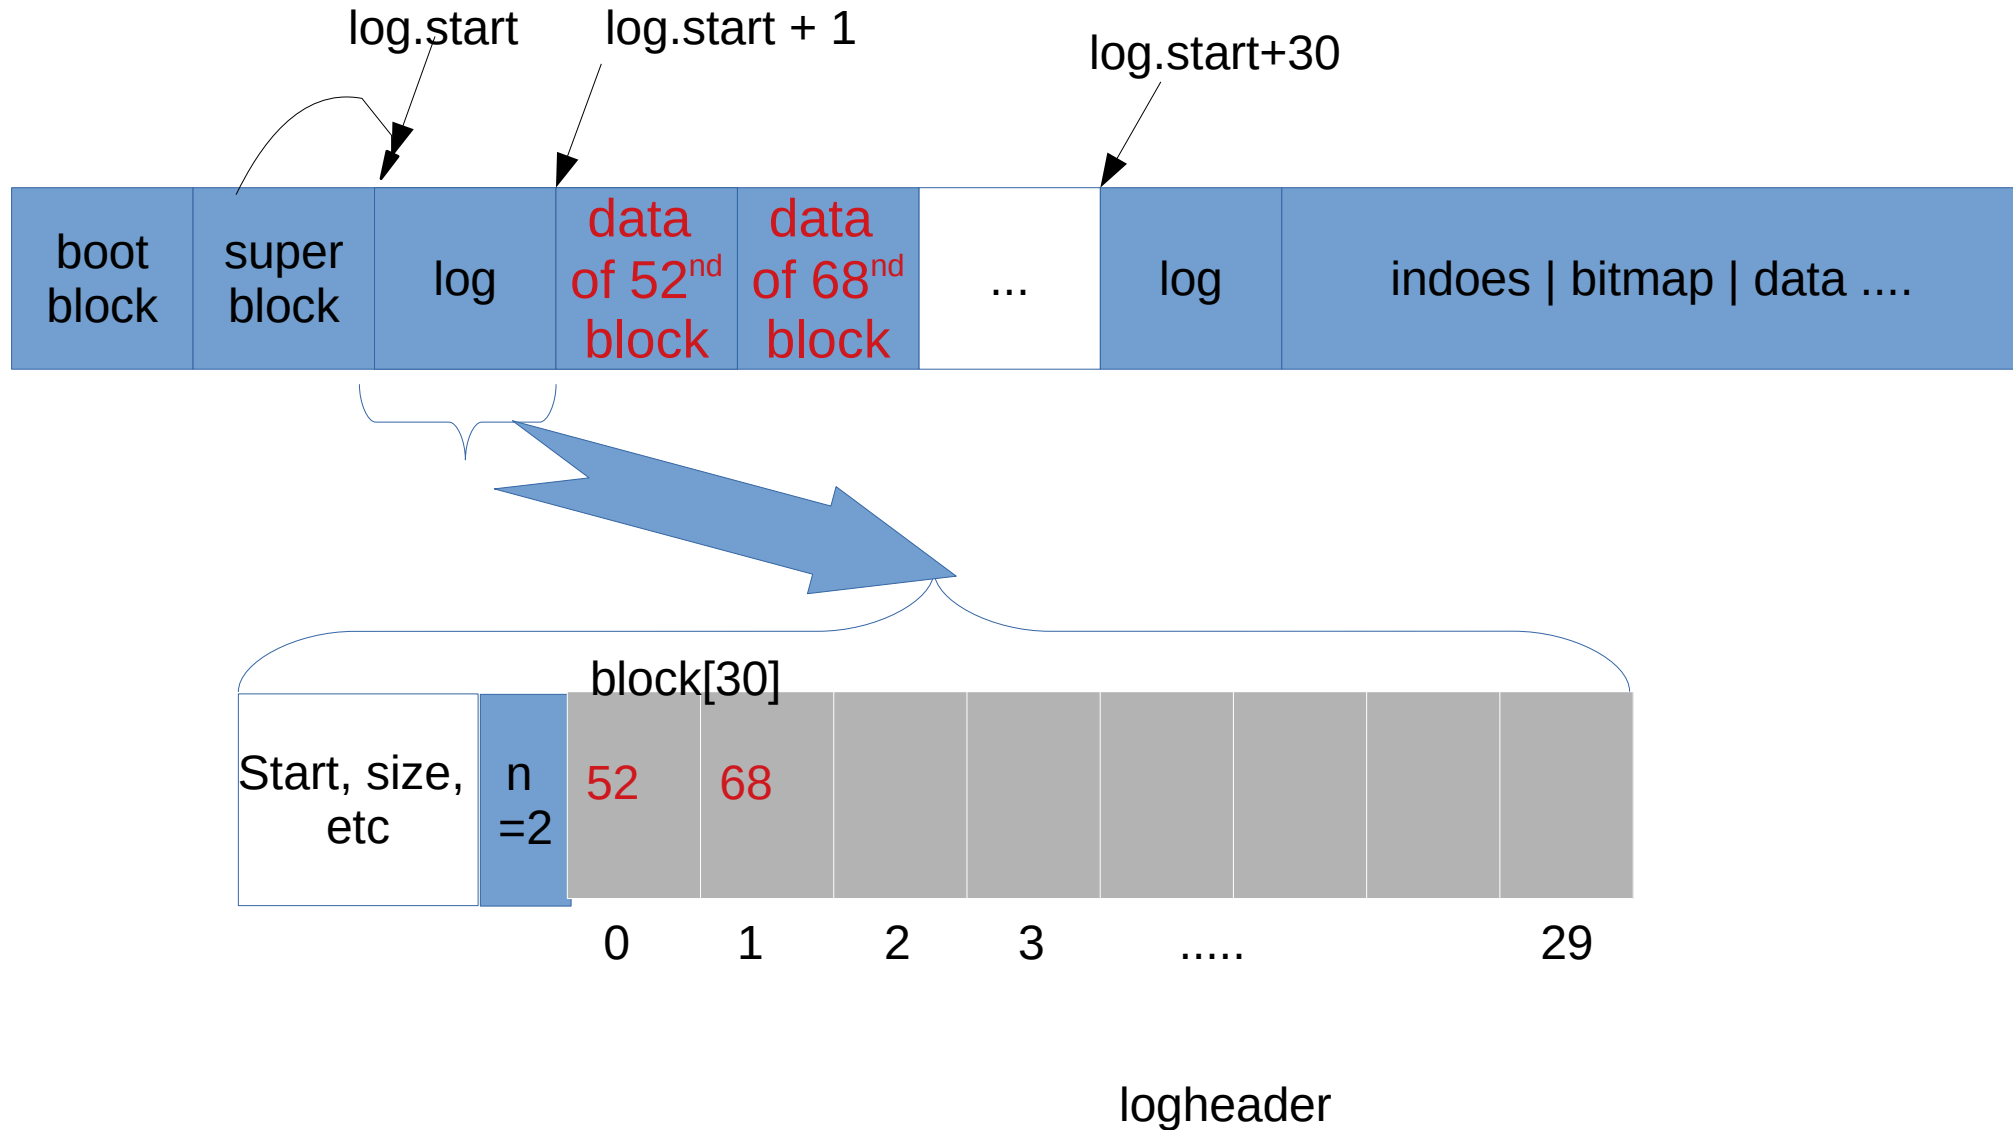 log.start
log.start + 1
log.start+30
boot
block
super
block
log
data
of 52nd
block
data
of 68nd
block
...
log
indoes | bitmap | data ....
block[30]
Start, size,
etc
n
=2
52
68
0
1
2
3
.....
29
logheader